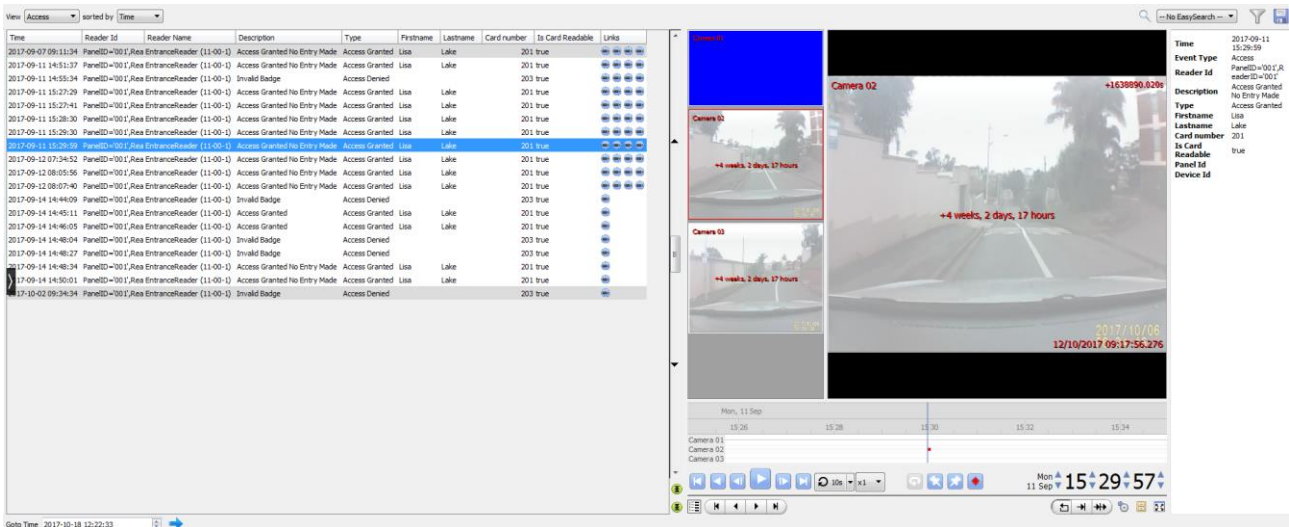 View Access sorted by Time -- No EasySearch --
Time Reader Id Reader Name Description Type Firstname Lastname Card number Is Card Readable Links
2017-09-07 09:11:34 PanelID='001',Rea EntranceReader (11-00-1) Access Granted No Entry Made Access Granted Lisa Lake 201 true
2017-09-11 14:51:37 PanelID='001',Rea EntranceReader (11-00-1) Access Granted No Entry Made Access Granted Lisa Lake 201 true
2017-09-11 14:55:34 PanelID='001',Rea EntranceReader (11-00-1) Invalid Badge Access Denied 203 true
2017-09-11 15:27:29 PanelID='001',Rea EntranceReader (11-00-1) Access Granted No Entry Made Access Granted Lisa Lake 201 true
2017-09-11 15:27:41 PanelID='001',Rea EntranceReader (11-00-1) Access Granted No Entry Made Access Granted Lisa Lake 201 true
2017-09-11 15:28:30 PanelID='001',Rea EntranceReader (11-00-1) Access Granted No Entry Made Access Granted Lisa Lake 201 true
2017-09-11 15:29:30 PanelID='001',Rea EntranceReader (11-00-1) Access Granted No Entry Made Access Granted Lisa Lake 201 true
2017-09-11 15:29:59 PanelID='001',Rea EntranceReader (11-00-1) Access Granted No Entry Made Access Granted Lisa Lake 201 true
2017-09-12 07:34:52 PanelID='001',Rea EntranceReader (11-00-1) Access Granted No Entry Made Access Granted Lisa Lake 201 true
2017-09-12 08:05:56 PanelID='001',Rea EntranceReader (11-00-1) Access Granted No Entry Made Access Granted Lisa Lake 201 true
2017-09-12 08:07:40 PanelID='001',Rea EntranceReader (11-00-1) Access Granted No Entry Made Access Granted Lisa Lake 201 true
2017-09-14 14:44:09 PanelID='001',Rea EntranceReader (11-00-1) Invalid Badge Access Denied 203 true
2017-09-14 14:45:11 PanelID='001',Rea EntranceReader (11-00-1) Access Granted Access Granted Lisa Lake 201 true
2017-09-14 14:46:05 PanelID='001',Rea EntranceReader (11-00-1) Access Granted Access Granted Lisa Lake 201 true
2017-09-14 14:48:04 PanelID='001',Rea EntranceReader (11-00-1) Invalid Badge Access Denied 203 true
2017-09-14 14:48:27 PanelID='001',Rea EntranceReader (11-00-1) Invalid Badge Access Denied 203 true
2017-09-14 14:48:34 PanelID='001',Rea EntranceReader (11-00-1) Access Granted No Entry Made Access Granted Lisa Lake 201 true
17-09-14 14:50:01 PanelID='001',Rea EntranceReader (11-00-1) Access Granted No Entry Made Access Granted Lisa Lake 201 true
17-10-02 09:34:34 PanelID='001',Rea EntranceReader (11-00-1) Invalid Badge Access Denied 203 true
Goto Time 2017-10-18 12:22:33
Camera 01
Camera 02
+4 weeks, 2 days, 17 hours
Camera 03
+4 weeks, 2 days, 17 hours
Camera 02 +1638890.020s
+4 weeks, 2 days, 17 hours
2017/10/06
12/10/2017 09:17:56.276
Mon, 11 Sep
15:26 15:28 15:30 15:32 15:34
Camera 01
Camera 02
Camera 03
10s x1
Mon 11 Sep 15 29 57
Time 2017-09-11 15:29:59
Event Type Access
Reader Id PanelID='001',R
eaderID='001'
Description Access Granted
No Entry Made
Type Access Granted
Firstname Lisa
Lastname Lake
Card number 201
Is Card Readable true
Panel Id
Device Id